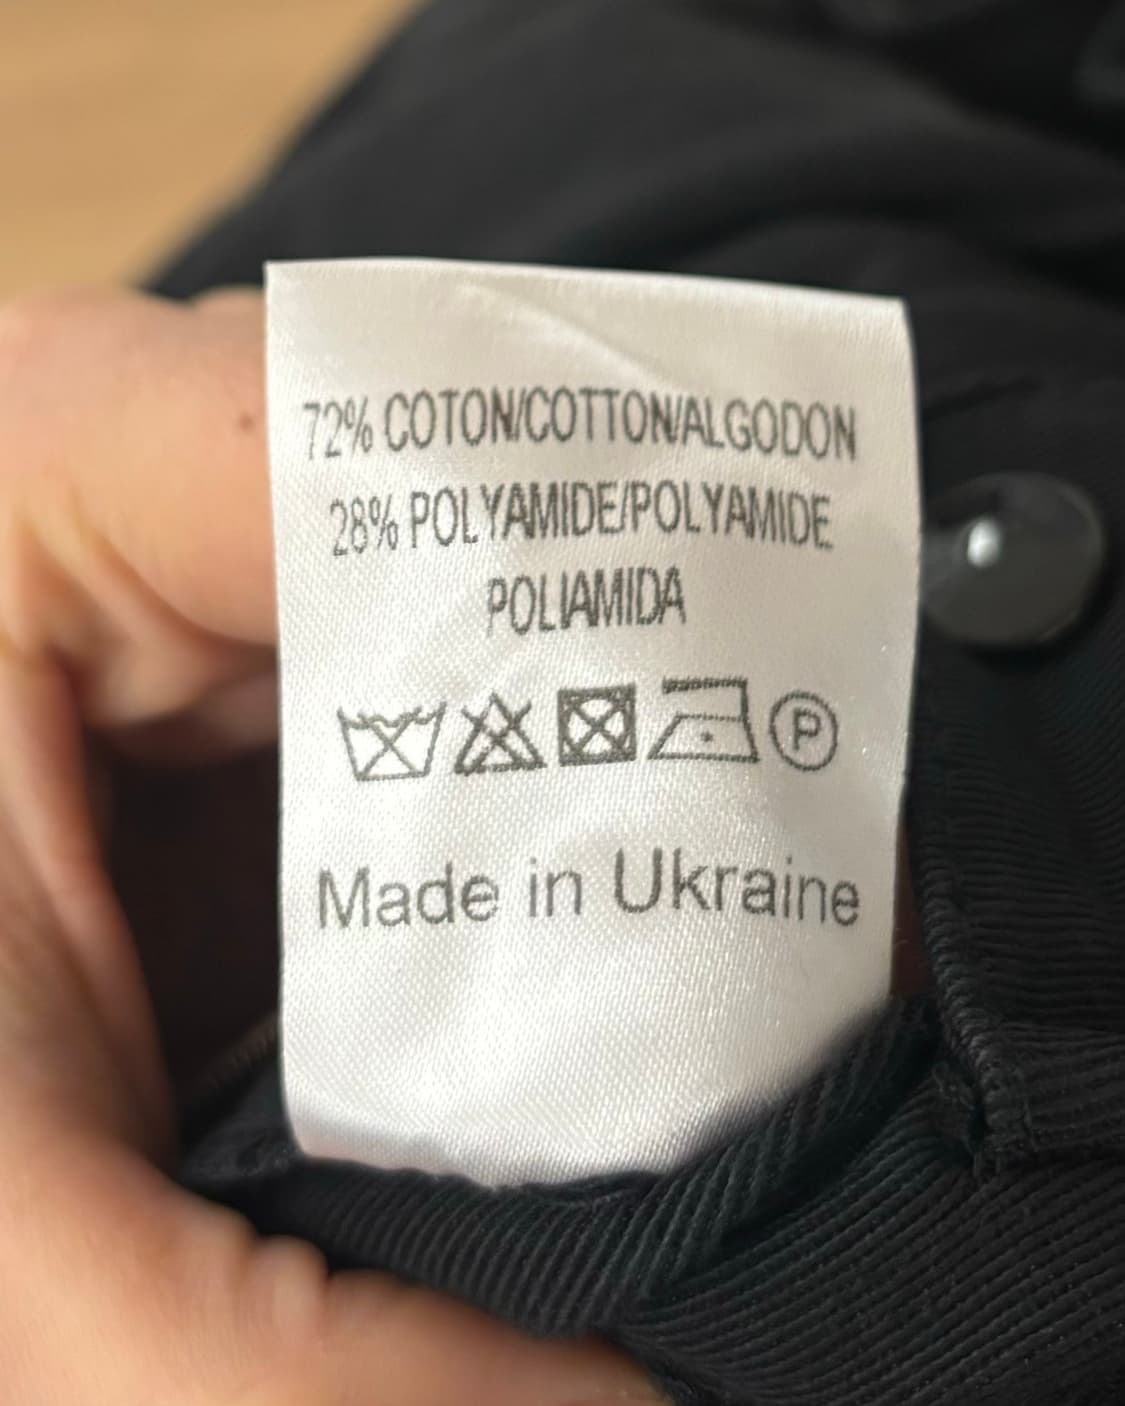 72% COTON/COTTON/ALGODON
28% POLYAMIDE/POLYAMIDE
POLIAMIDA
P
Made in Ukraine